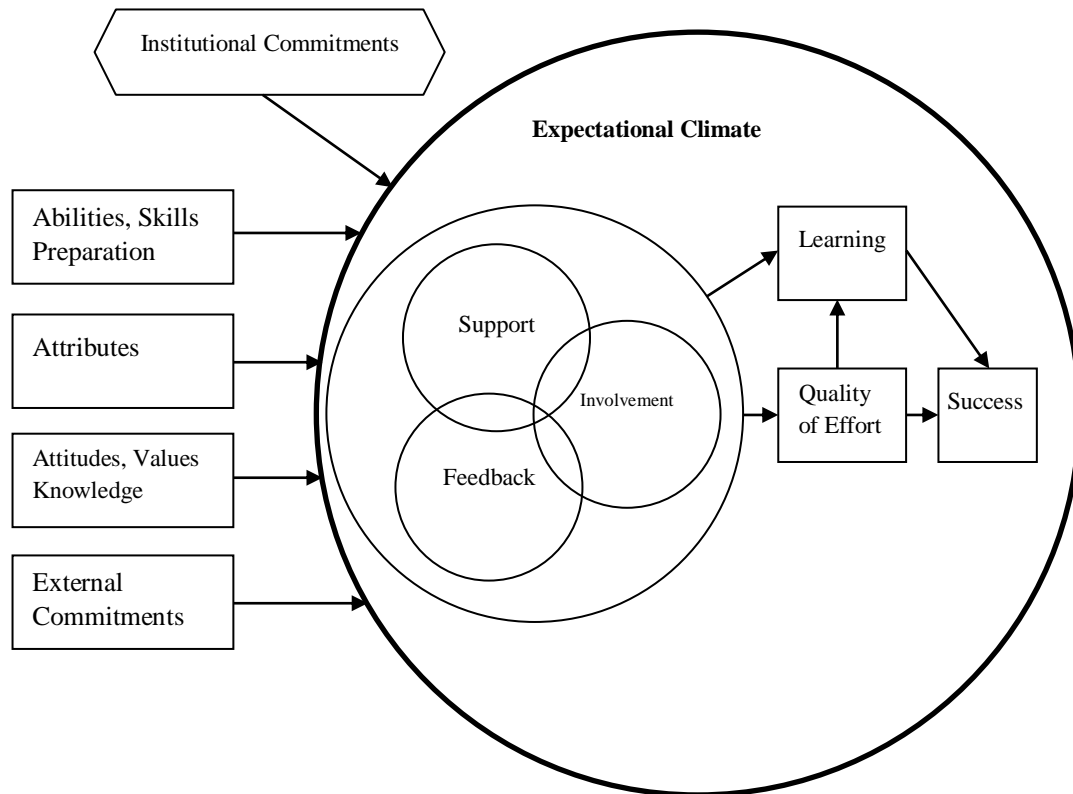 Institutional Commitments
Expectational Climate
Abilities, Skills
Preparation
Learning
Support
Attributes
Involvement
Quality
of Effort
Success
Attitudes, Values
Knowledge
Feedback
External
Commitments